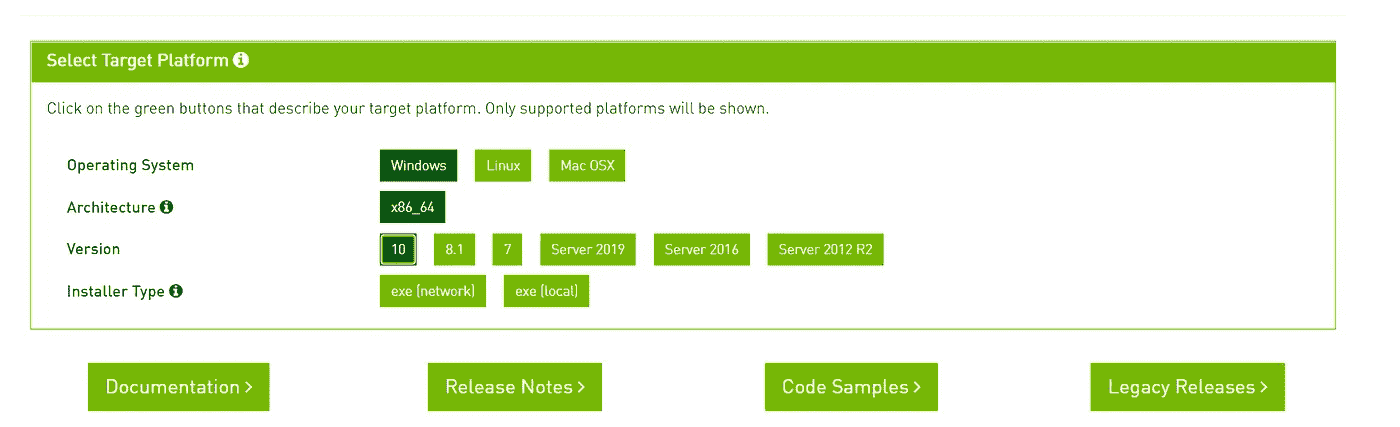 Select Target Platform
Click on the green buttons that describe your target platform. Only supported platforms will be shown.
Operating System Windows Linux Mac OSX
Architecture x86_64
Version 10 8.1 7 Server 2019 Server 2016 Server 2012 R2
Installer Type exe (network) exe (local)
Documentation > Release Notes > Code Samples > Legacy Releases >